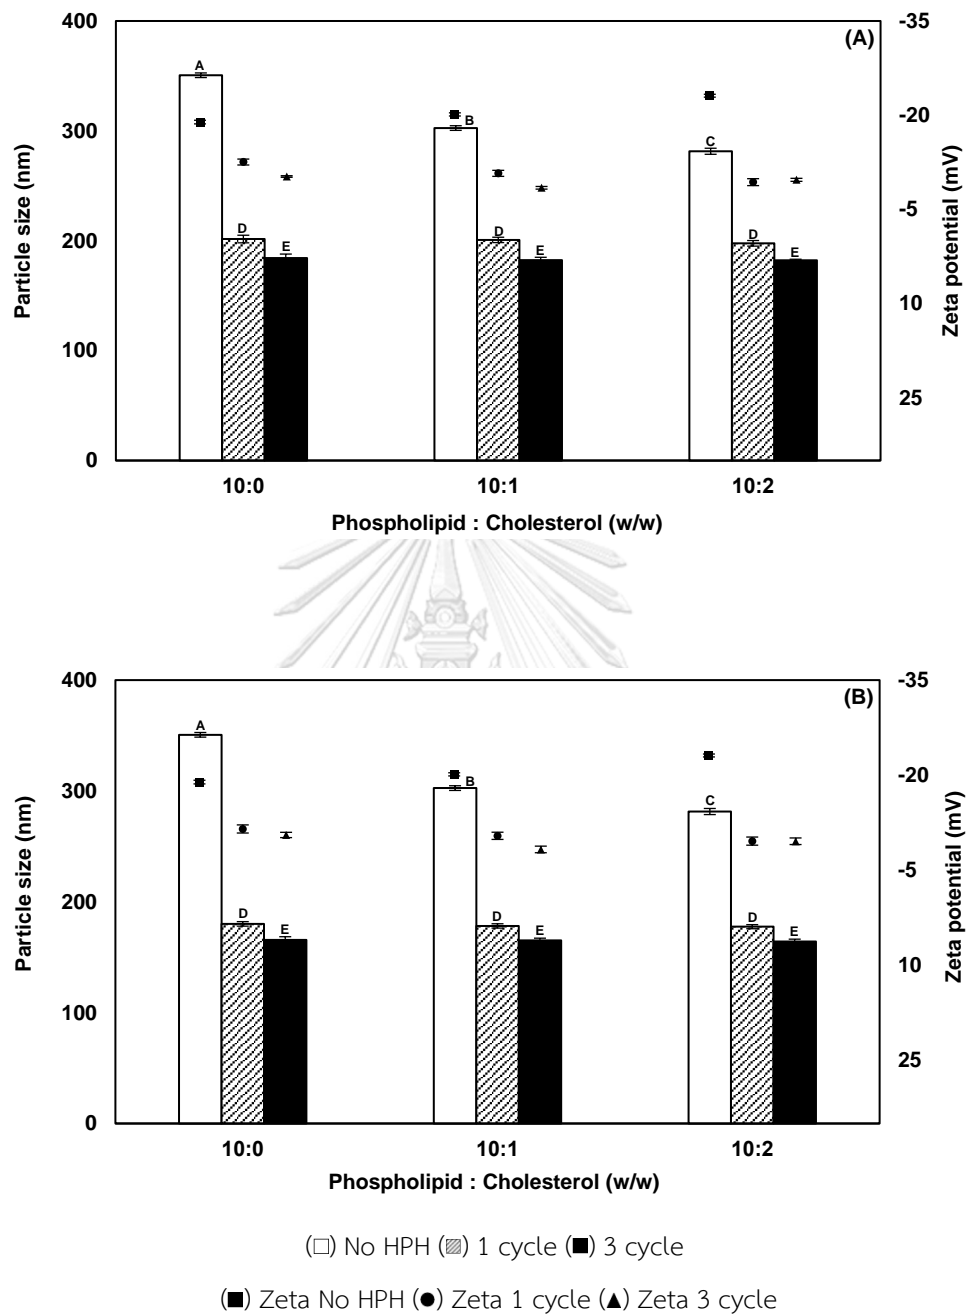 (A)
400
300
200
100
0
Particle size (nm)
-35
-20
-5
10
25
Zeta potential (mV)
A
B
C
D
E
D
E
D
E
10:0
10:1
10:2
Phospholipid : Cholesterol (w/w)
(B)
400
300
200
100
0
Particle size (nm)
-35
-20
-5
10
25
Zeta potential (mV)
A
B
C
D
E
D
E
D
E
10:0
10:1
10:2
Phospholipid : Cholesterol (w/w)
(□) No HPH (▨) 1 cycle (■) 3 cycle
(■) Zeta No HPH (●) Zeta 1 cycle (▲) Zeta 3 cycle